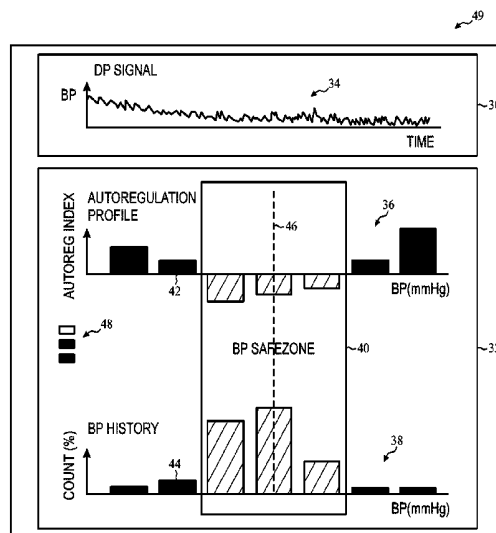 49
DP SIGNAL
34
BP
TIME
AUTOREGULATION
PROFILE
46
36
AUTOREG INDEX
42
BP(mmHg)
48
BP SAFEZONE
40
BP HISTORY
44
38
COUNT (%)
BP(mmHg)